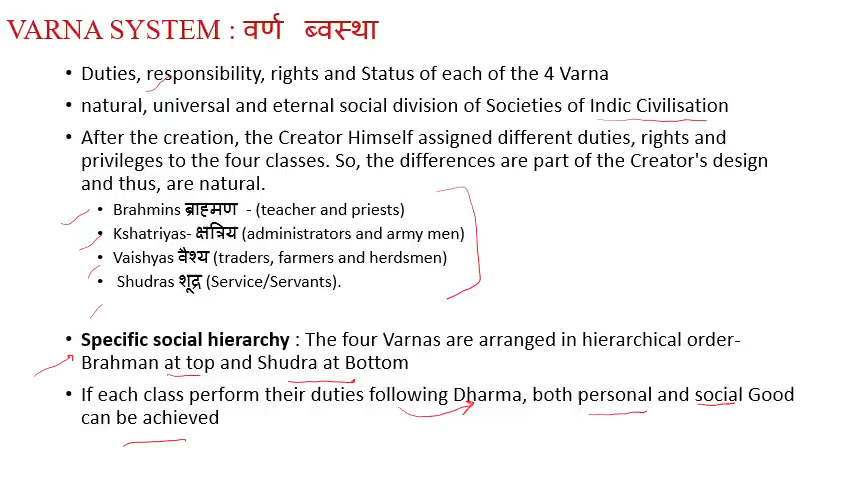 VARNA SYSTEM : वर्ण ब्वस्था
• Duties, responsibility, rights and Status of each of the 4 Varna
• natural, universal and eternal social division of Societies of Indic Civilisation
• After the creation, the Creator Himself assigned different duties, rights and
privileges to the four classes. So, the differences are part of the Creator's design
and thus, are natural.
• Brahmins ब्राह्मण - (teacher and priests)
• Kshatriyas- क्षत्रिय (administrators and army men)
• Vaishyas वैश्य (traders, farmers and herdsmen)
• Shudras शूद्र (Service/Servants).
• Specific social hierarchy : The four Varnas are arranged in hierarchical order-
Brahman at top and Shudra at Bottom
• If each class perform their duties following Dharma, both personal and social Good
can be achieved